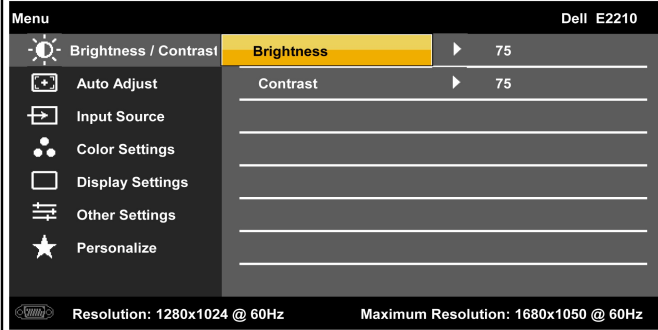 Menu Dell E2210
Brightness / Contrast Brightness 75
Auto Adjust Contrast 75
Input Source
Color Settings
Display Settings
Other Settings
Personalize
Resolution: 1280x1024 @ 60Hz Maximum Resolution: 1680x1050 @ 60Hz